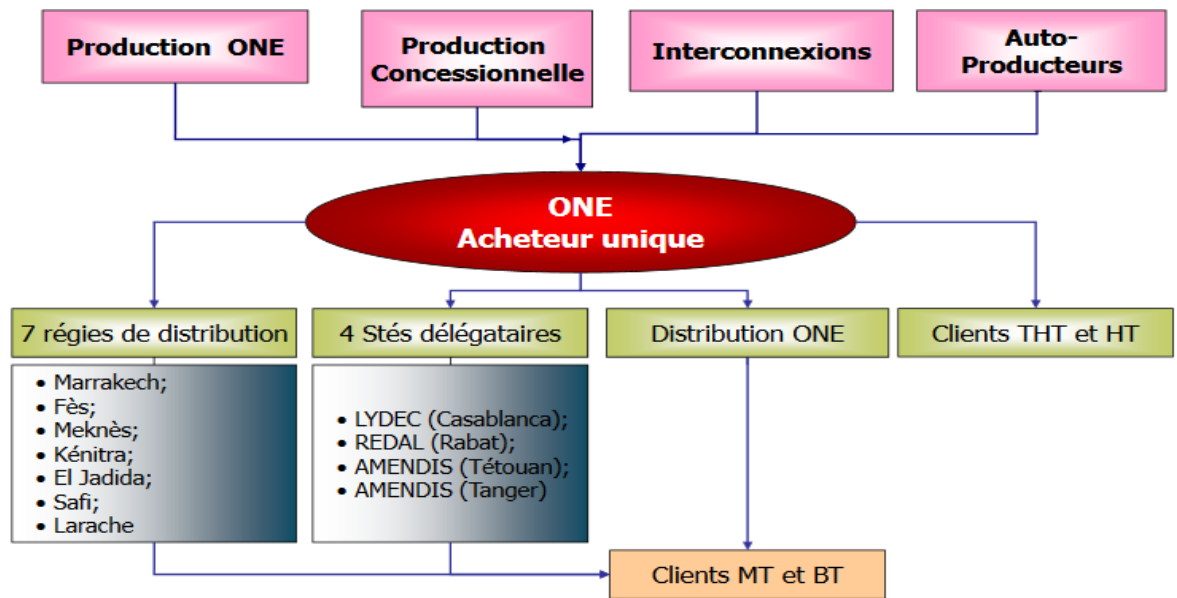 Production ONE
Production
Concessionnelle
Interconnexions
Auto-
Producteurs
ONE
Acheteur unique
7 régies de distribution
4 Stés délégataires
Distribution ONE
Clients THT et HT
• Marrakech;
• Fès;
• Meknès;
• Kénitra;
• El Jadida;
• Safi;
• Larache
• LYDEC (Casablanca);
• REDAL (Rabat);
• AMENDIS (Tétouan);
• AMENDIS (Tanger)
Clients MT et BT